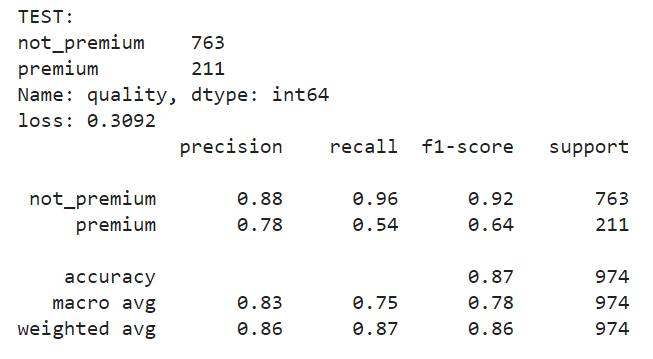 TEST:
not_premium    763
premium        211
Name: quality, dtype: int64
loss: 0.3092
              precision    recall  f1-score   support

 not_premium       0.88      0.96      0.92       763
     premium       0.78      0.54      0.64       211

    accuracy                           0.87       974
   macro avg       0.83      0.75      0.78       974
weighted avg       0.86      0.87      0.86       974